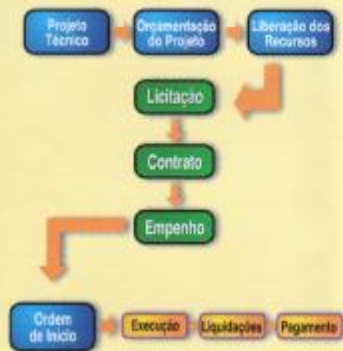 Projeto
Técnico
Orçamentação
do Projeto
Liberação dos
Recursos
Licitação
Contrato
Empenho
Ordem
de Início
Execução
Liquidações
Pagamento